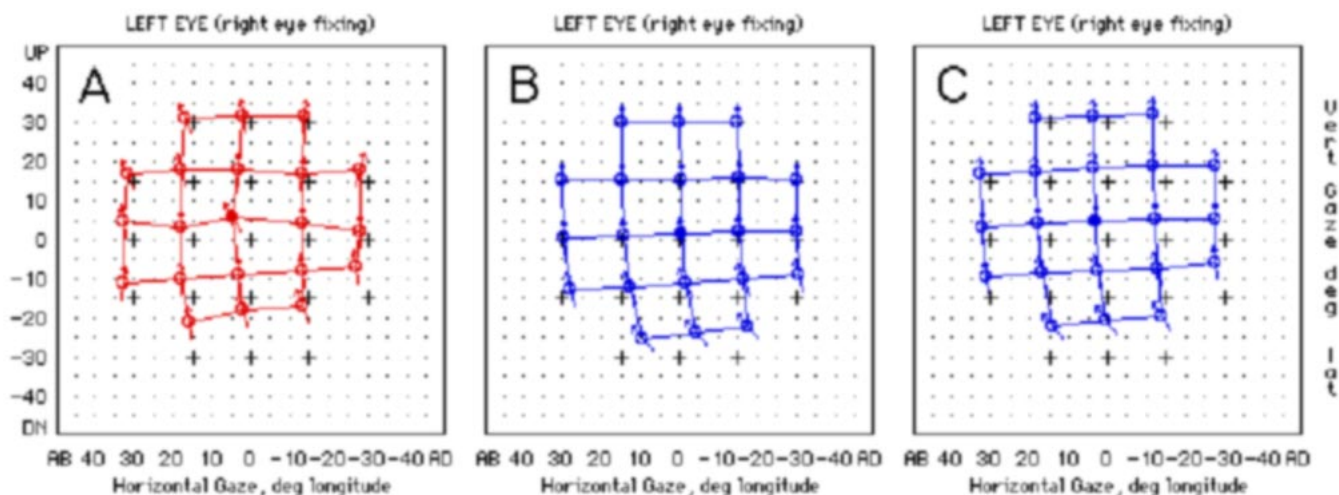 LEFT EYE (right eye fixing)
A
UP
40
30
20
10
0
-10
-20
-30
-40
DN
AB 40 30 20 10 0 -10 -20 -30 -40 AD
Horizontal Gaze, deg longitude
LEFT EYE (right eye fixing)
B
AB 40 30 20 10 0 -10 -20 -30 -40 AD
Horizontal Gaze, deg longitude
LEFT EYE (right eye fixing)
C
AB 40 30 20 10 0 -10 -20 -30 -40 AD
Horizontal Gaze, deg longitude
Vert Gaze, deg lat